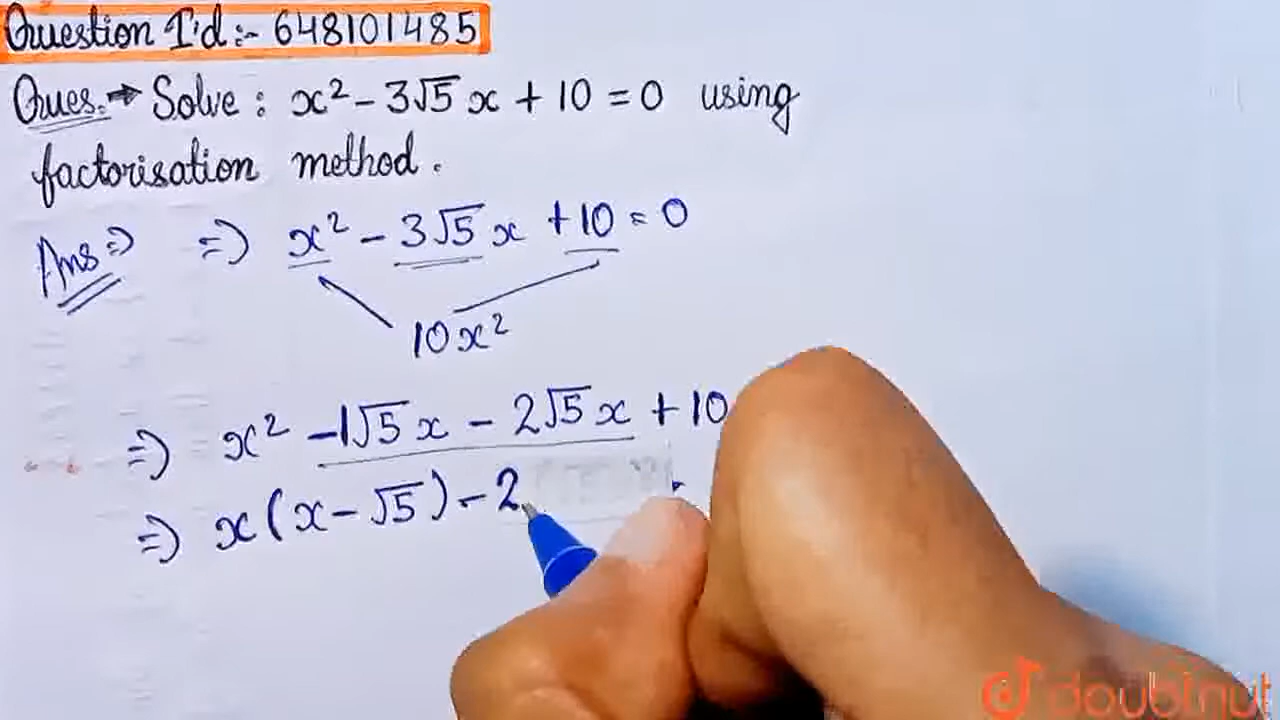 Question I'd :- 648101485
Ques. → Solve : x² - 3√5 x + 10 = 0 using
factorisation method.
Ans ⇒ ⇒ x² - 3√5 x + 10 = 0
10x²
⇒ x² - 1√5 x - 2√5 x + 10
⇒ x(x - √5) - 2
doubtnut